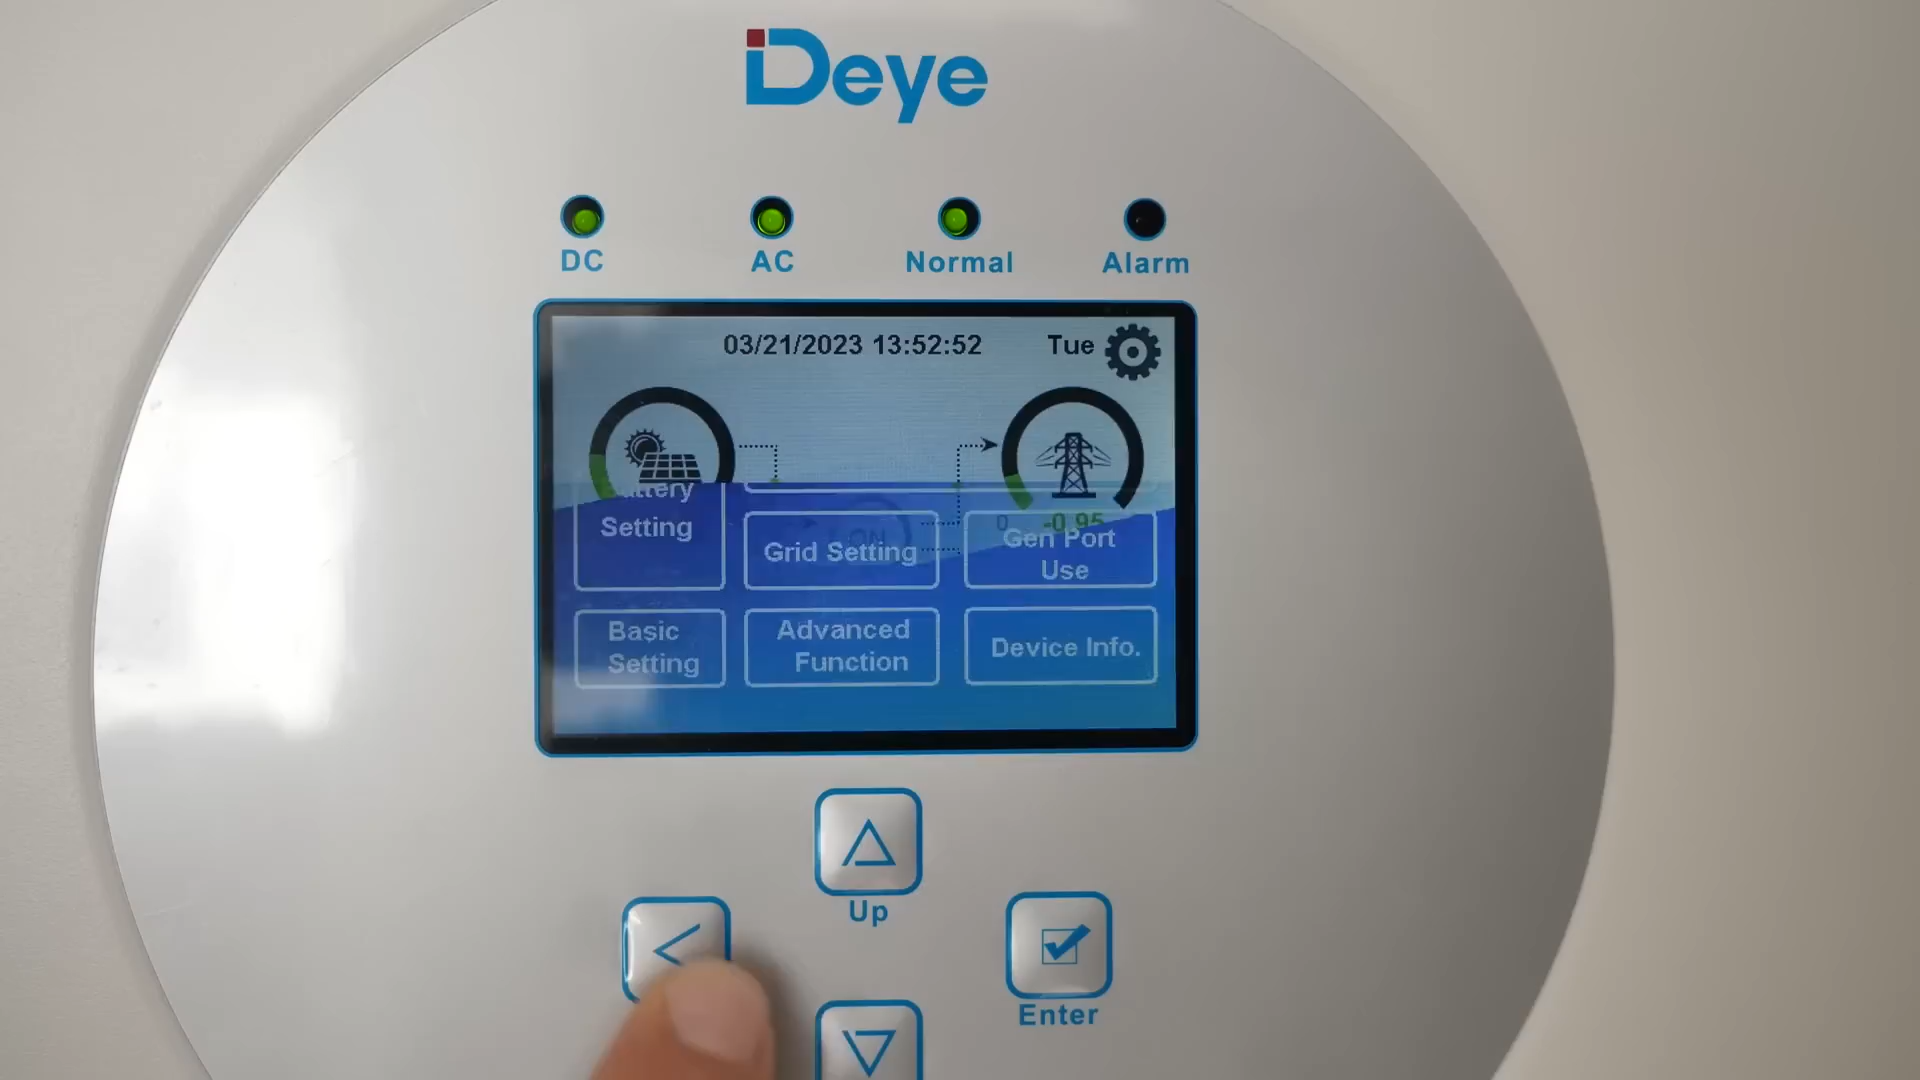 Deye
DC
AC
Normal
Alarm
03/21/2023 13:52:52
Tue
0
-0.95
ON
Setting
Grid Setting
Gen Port
Use
Basic
Setting
Advanced
Function
Device Info.
Up
Enter